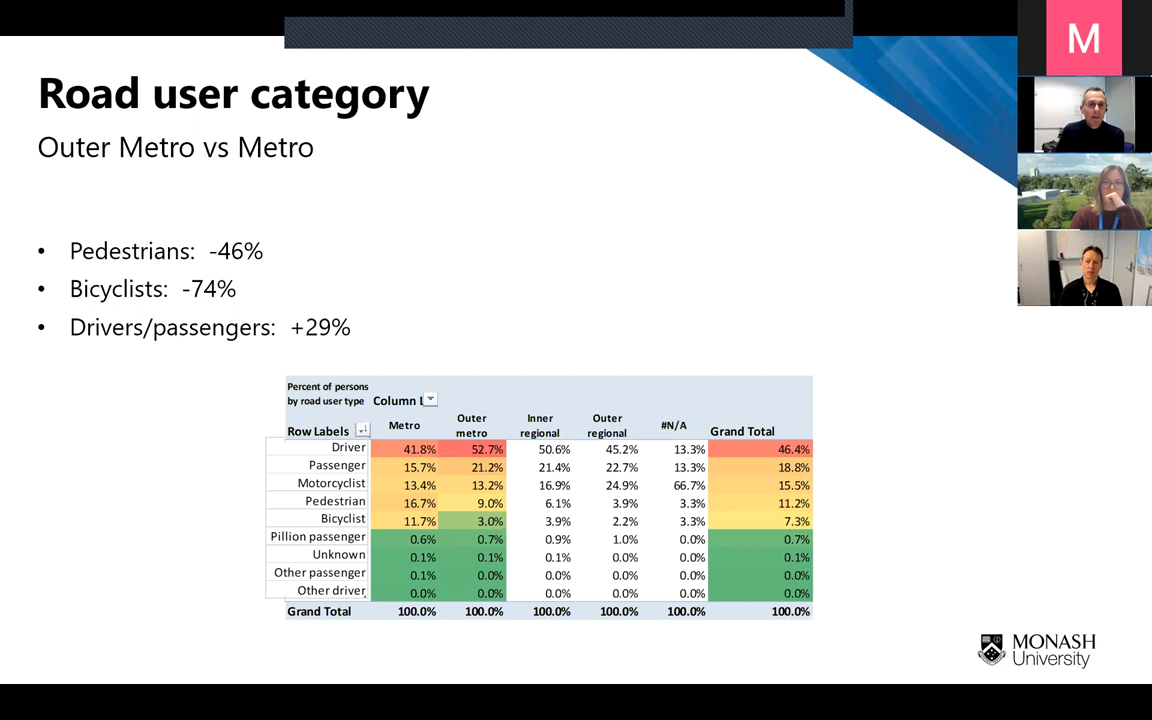 M
Road user category
Outer Metro vs Metro
• Pedestrians: -46%
• Bicyclists: -74%
• Drivers/passengers: +29%
Percent of persons
by road user type Column L
Row Labels Metro Outer metro Inner regional Outer regional #N/A Grand Total
Driver 41.8% 52.7% 50.6% 45.2% 13.3% 46.4%
Passenger 15.7% 21.2% 21.4% 22.7% 13.3% 18.8%
Motorcyclist 13.4% 13.2% 16.9% 24.9% 66.7% 15.5%
Pedestrian 16.7% 9.0% 6.1% 3.9% 3.3% 11.2%
Bicyclist 11.7% 3.0% 3.9% 2.2% 3.3% 7.3%
Pillion passenger 0.6% 0.7% 0.9% 1.0% 0.0% 0.7%
Unknown 0.1% 0.1% 0.1% 0.0% 0.0% 0.1%
Other passenger 0.1% 0.0% 0.0% 0.0% 0.0% 0.0%
Other driver 0.0% 0.0% 0.0% 0.0% 0.0% 0.0%
Grand Total 100.0% 100.0% 100.0% 100.0% 100.0% 100.0%
MONASH
University